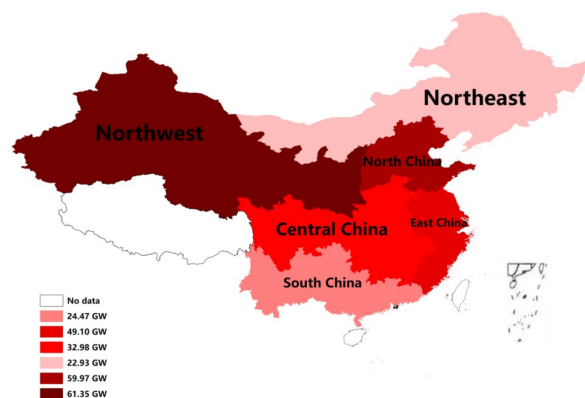 Northeast
Northwest
North China
Central China
East China
South China
No data
24.47 GW
49.10 GW
32.98 GW
22.93 GW
59.97 GW
61.35 GW